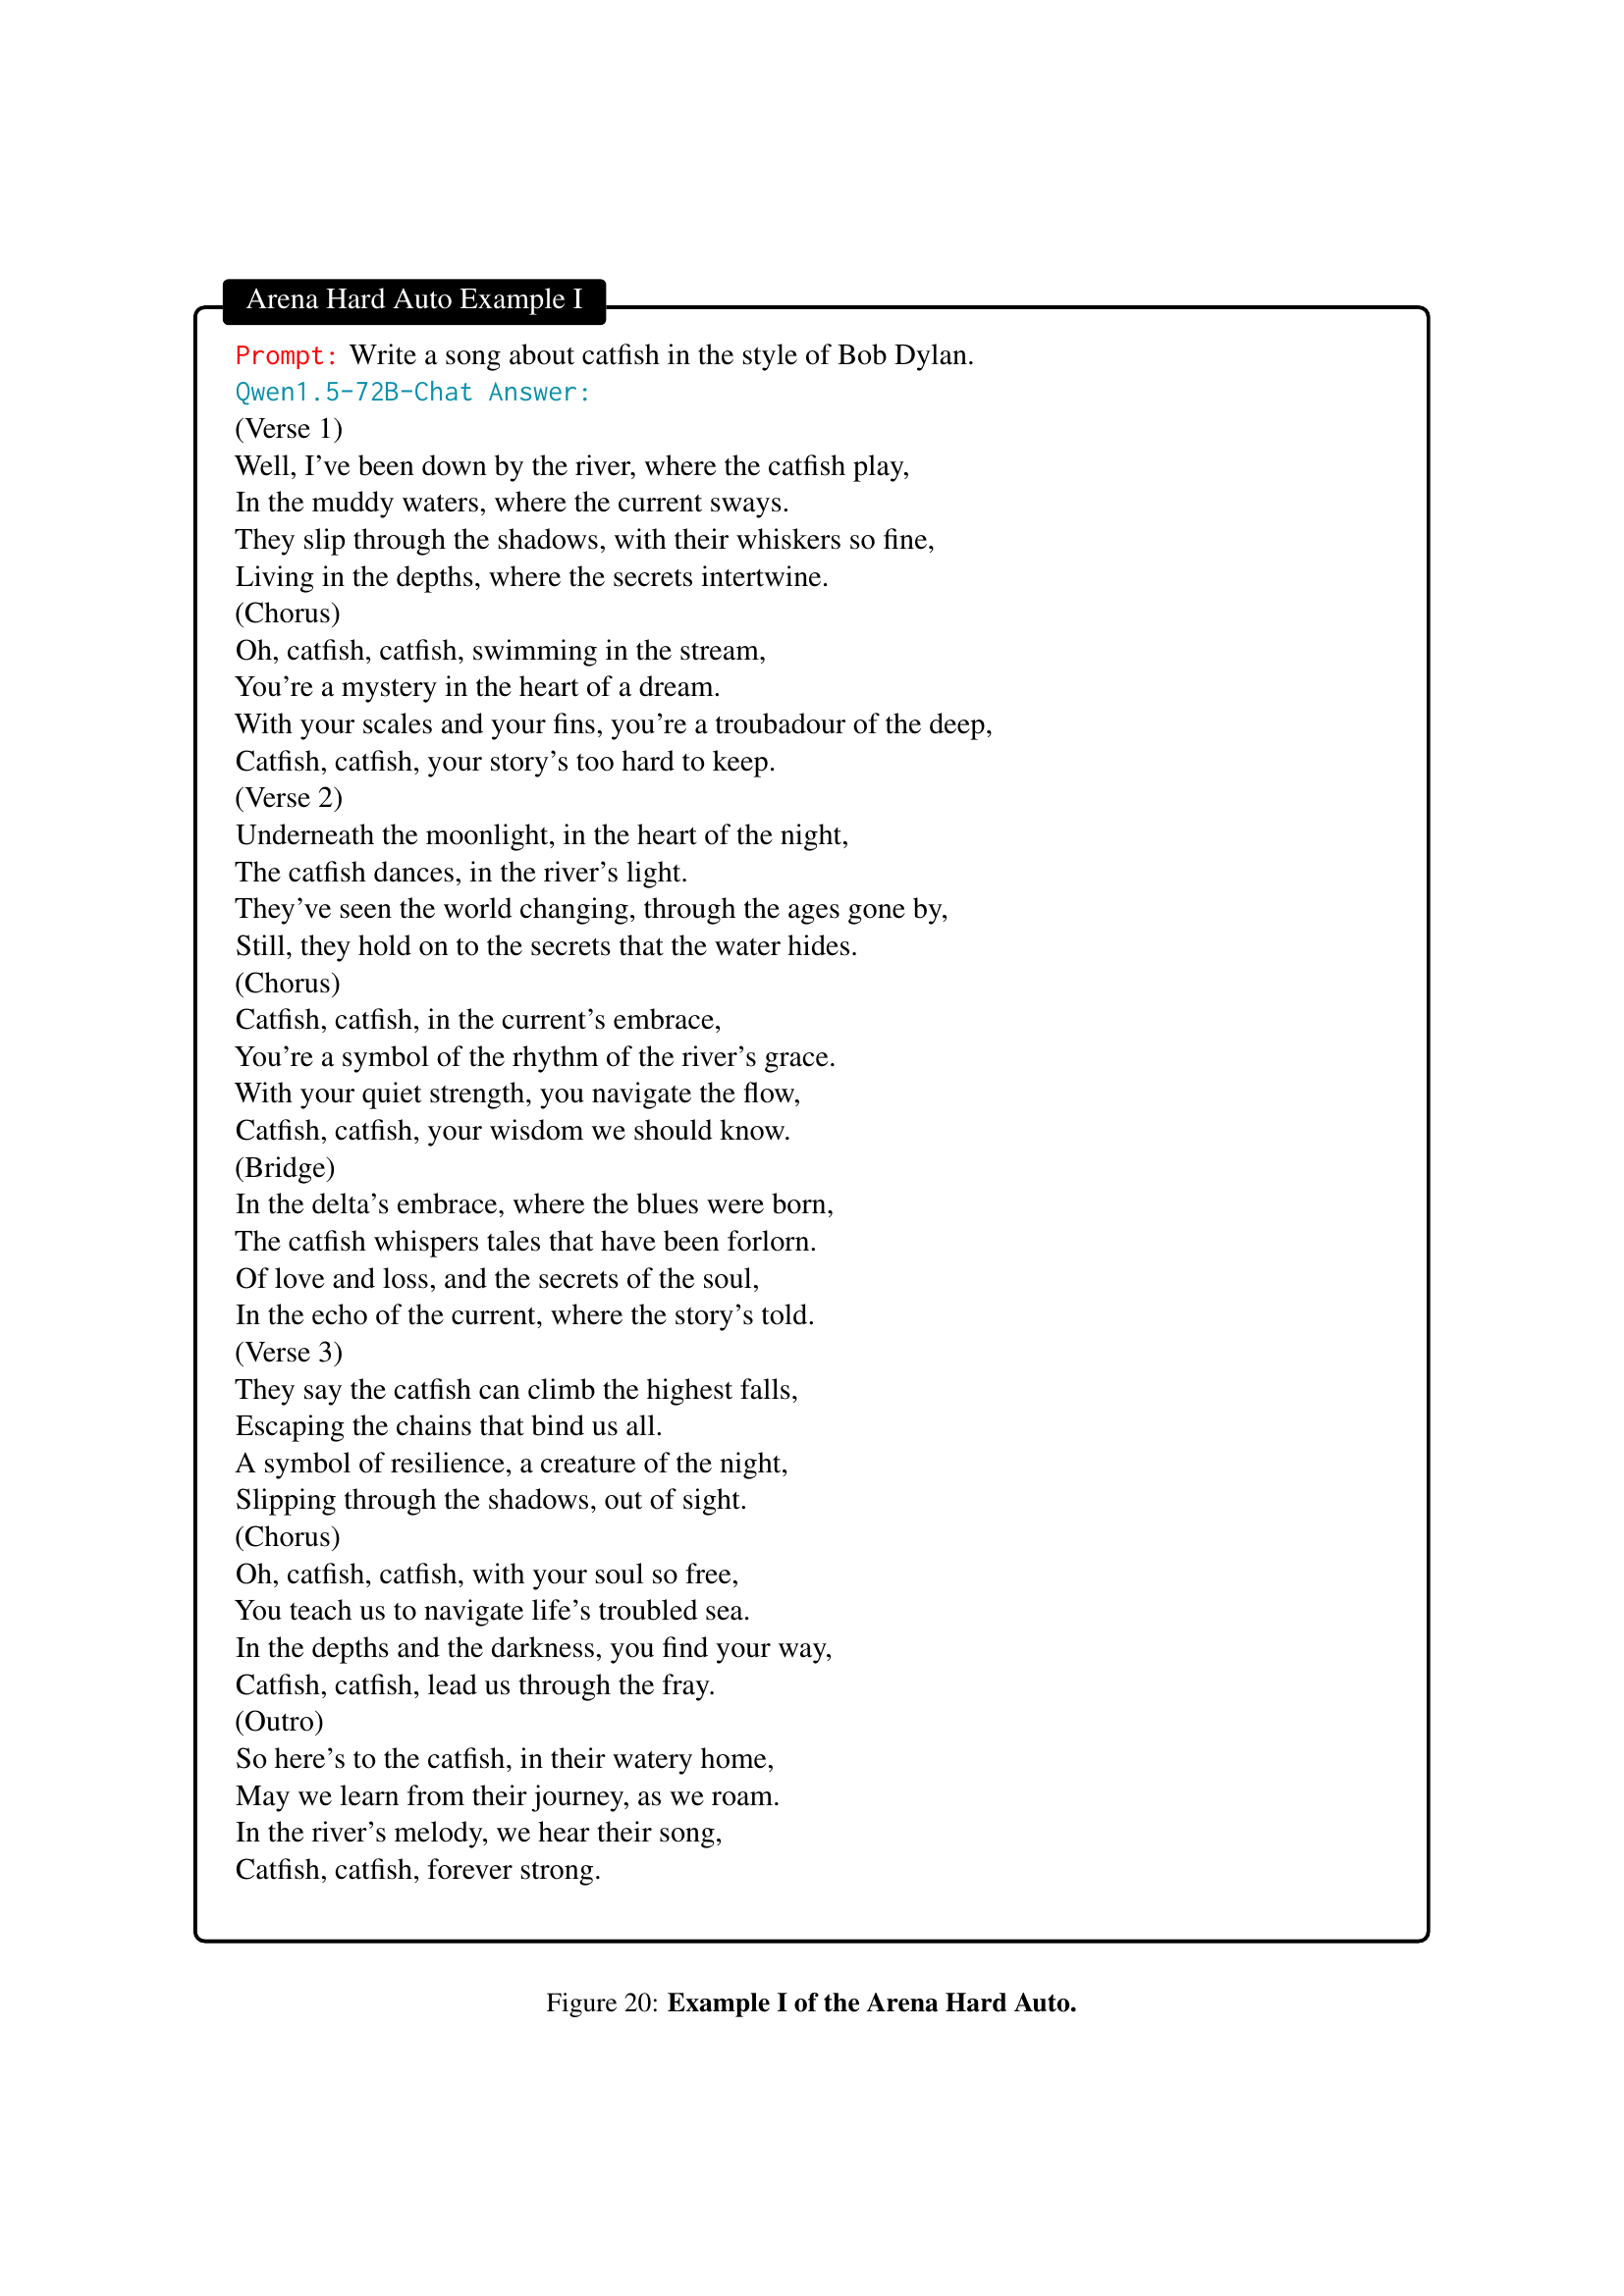 Arena Hard Auto Example I
Prompt: Write a song about catfish in the style of Bob Dylan.
Qwen1.5-72B-Chat Answer:
(Verse 1)
Well, I've been down by the river, where the catfish play,
In the muddy waters, where the current sways.
They slip through the shadows, with their whiskers so fine,
Living in the depths, where the secrets intertwine.
(Chorus)
Oh, catfish, catfish, swimming in the stream,
You're a mystery in the heart of a dream.
With your scales and your fins, you're a troubadour of the deep,
Catfish, catfish, your story's too hard to keep.
(Verse 2)
Underneath the moonlight, in the heart of the night,
The catfish dances, in the river's light.
They've seen the world changing, through the ages gone by,
Still, they hold on to the secrets that the water hides.
(Chorus)
Catfish, catfish, in the current's embrace,
You're a symbol of the rhythm of the river's grace.
With your quiet strength, you navigate the flow,
Catfish, catfish, your wisdom we should know.
(Bridge)
In the delta's embrace, where the blues were born,
The catfish whispers tales that have been forlorn.
Of love and loss, and the secrets of the soul,
In the echo of the current, where the story's told.
(Verse 3)
They say the catfish can climb the highest falls,
Escaping the chains that bind us all.
A symbol of resilience, a creature of the night,
Slipping through the shadows, out of sight.
(Chorus)
Oh, catfish, catfish, with your soul so free,
You teach us to navigate life's troubled sea.
In the depths and the darkness, you find your way,
Catfish, catfish, lead us through the fray.
(Outro)
So here's to the catfish, in their watery home,
May we learn from their journey, as we roam.
In the river's melody, we hear their song,
Catfish, catfish, forever strong.
Figure 20: Example I of the Arena Hard Auto.